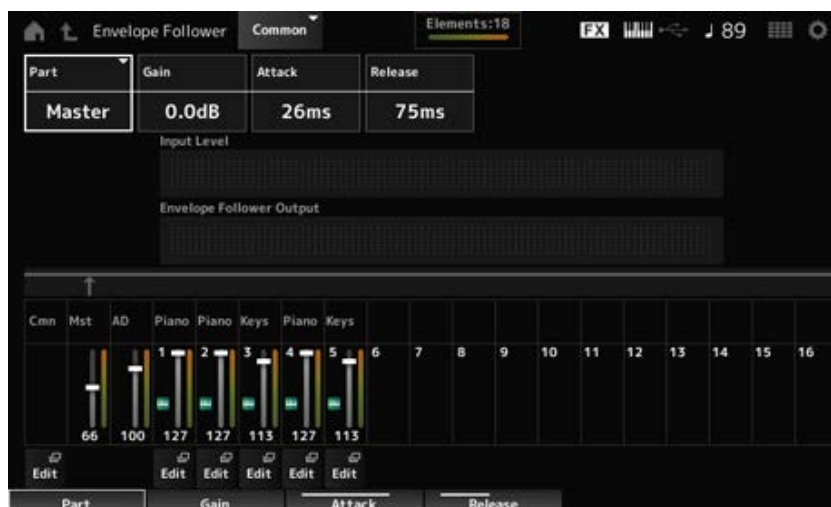 Envelope Follower Common Elements:18 FX 89
Part Gain Attack Release
Master 0.0dB 26ms 75ms
Input Level
Envelope Follower Output
Cmn Mst AD Piano Piano Keys Piano Keys
1 2 3 4 5 6 7 8 9 10 11 12 13 14 15 16
66 100 127 127 113 127 113
Edit Edit Edit Edit Edit Edit
Part Gain Attack Release